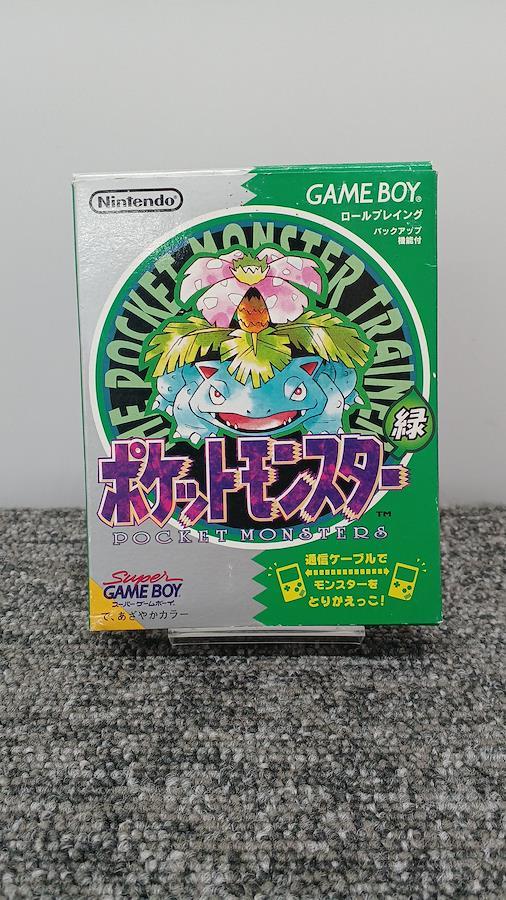 Nintendo
GAME BOY
ロールプレイング
バックアップ
機能付
POCKET MONSTER TRAINER
緑
ポケットモンスター
TM
POCKET MONSTERS
通信ケーブルで
モンスターを
とりかえっこ!
Super
GAME BOY
スーパーゲームボーイ
で、あざやかカラー